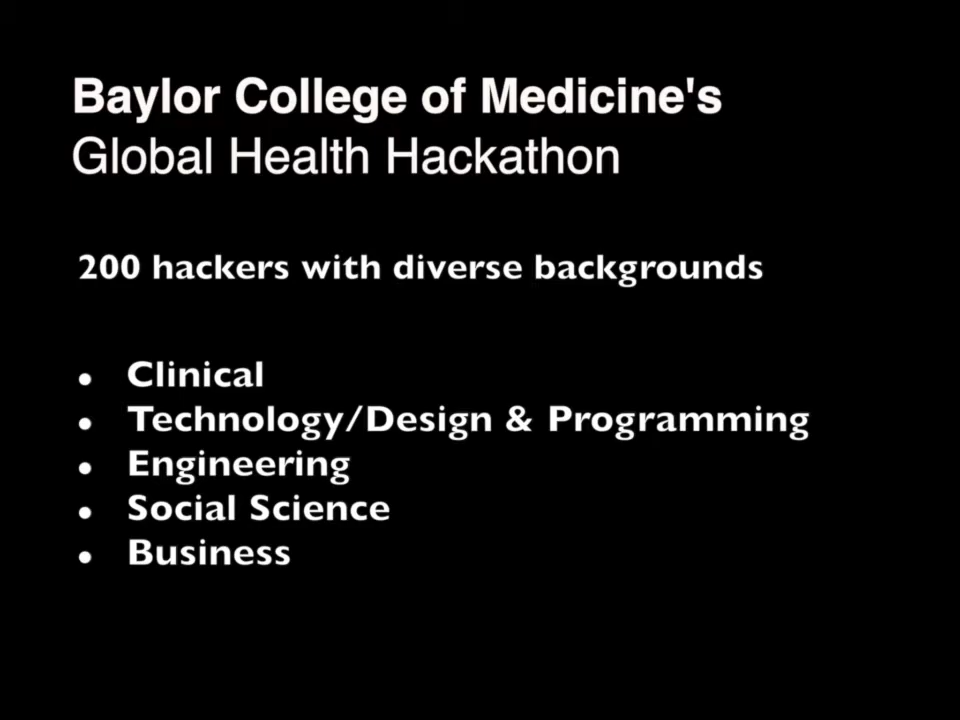 Baylor College of Medicine's
Global Health Hackathon
200 hackers with diverse backgrounds
• Clinical
• Technology/Design & Programming
• Engineering
• Social Science
• Business